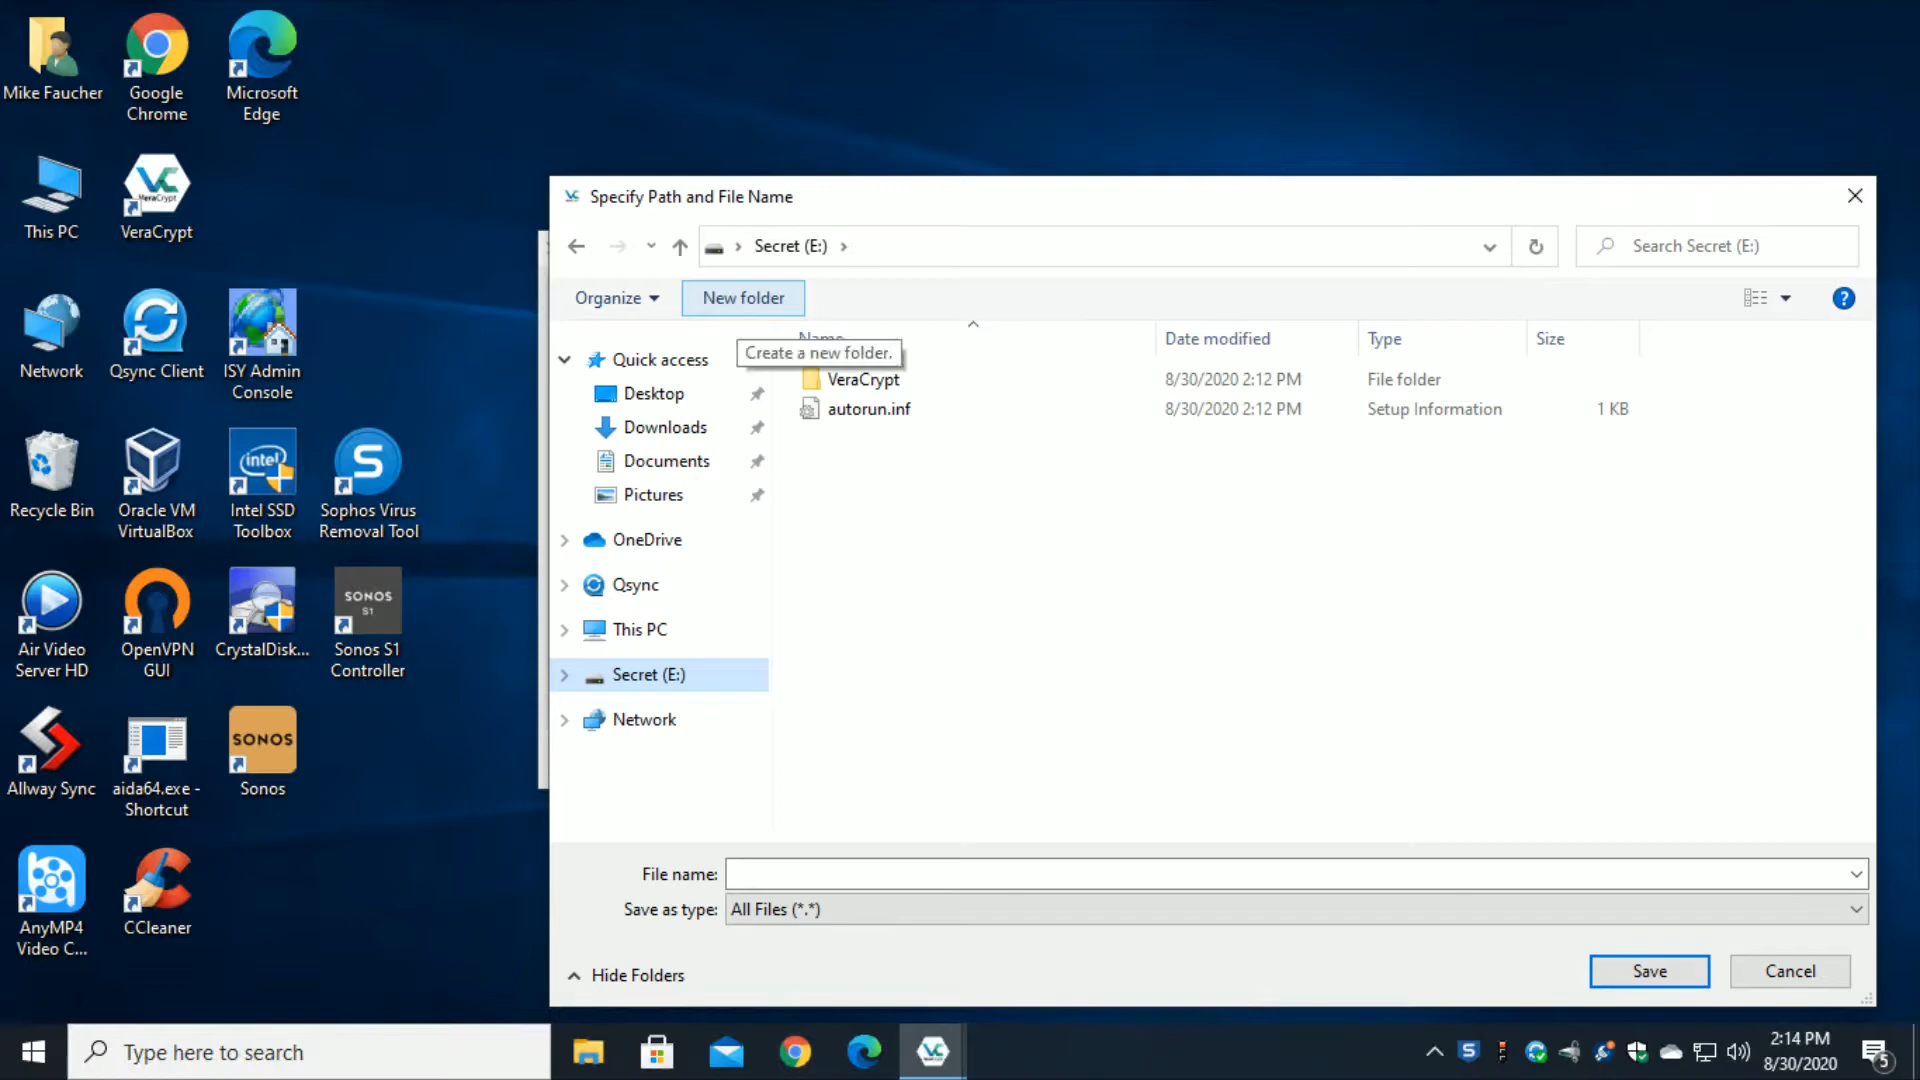 Mike Faucher
Google
Chrome
Microsoft
Edge
This PC
VeraCrypt
VeraCrypt
Network
Qsync Client
ISY Admin
Console
Recycle Bin
Oracle VM
VirtualBox
intel
Intel SSD
Toolbox
S
Sophos Virus
Removal Tool
Air Video
Server HD
OpenVPN
GUI
CrystalDisk...
SONOS
S1
Sonos S1
Controller
Allway Sync
aida64.exe -
Shortcut
SONOS
Sonos
AnyMP4
Video C...
CCleaner
Specify Path and File Name
Secret (E:)
Search Secret (E:)
Organize
New folder
?
Name
Date modified
Type
Size
Create a new folder.
VeraCrypt
8/30/2020 2:12 PM
File folder
autorun.inf
8/30/2020 2:12 PM
Setup Information
1 KB
Quick access
Desktop
Downloads
Documents
Pictures
OneDrive
Qsync
This PC
Secret (E:)
Network
File name:
Save as type:
All Files (*.*)
Hide Folders
Save
Cancel
Type here to search
S
2:14 PM
8/30/2020
5